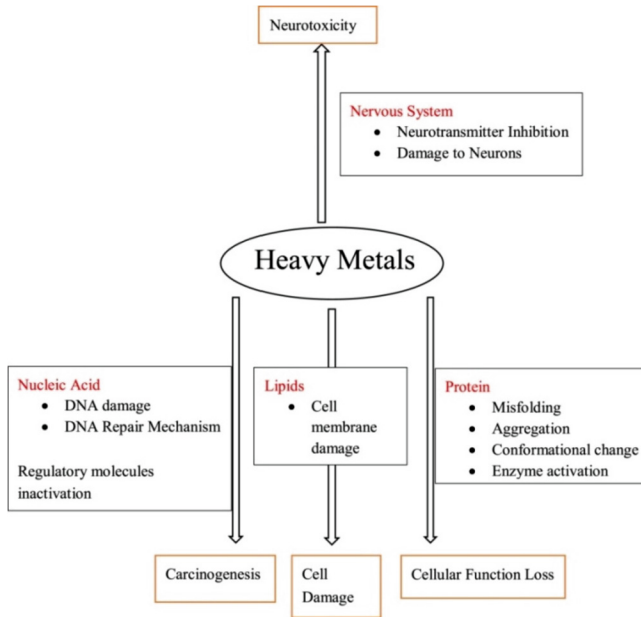 Neurotoxicity
Nervous System
• Neurotransmitter Inhibition
• Damage to Neurons
Heavy Metals
Nucleic Acid
• DNA damage
• DNA Repair Mechanism
Regulatory molecules
inactivation
Lipids
• Cell
membrane
damage
Protein
• Misfolding
• Aggregation
• Conformational change
• Enzyme activation
Carcinogenesis
Cell
Damage
Cellular Function Loss